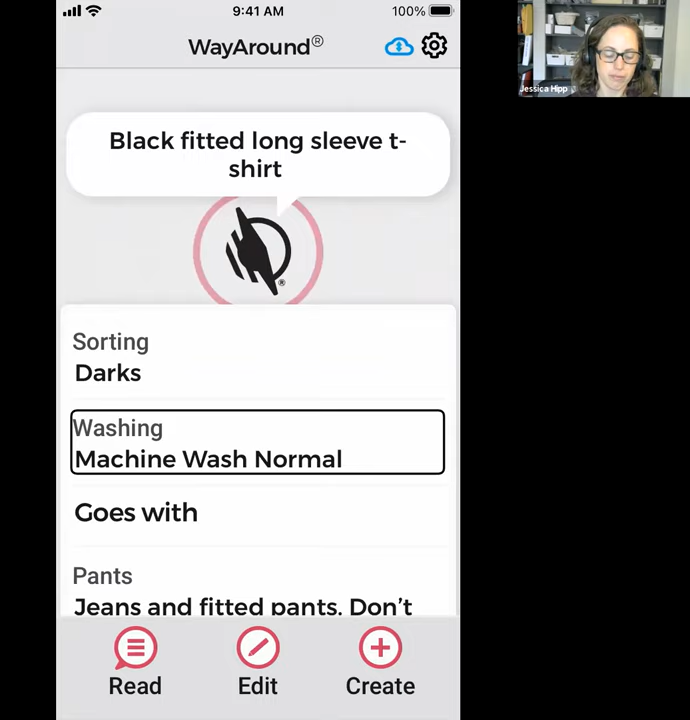 9:41 AM
100%
WayAround®
Jessica Hipp
Black fitted long sleeve t-
shirt
®
Sorting
Darks
Washing
Machine Wash Normal
Goes with
Pants
Jeans and fitted pants. Don't
Read
Edit
Create